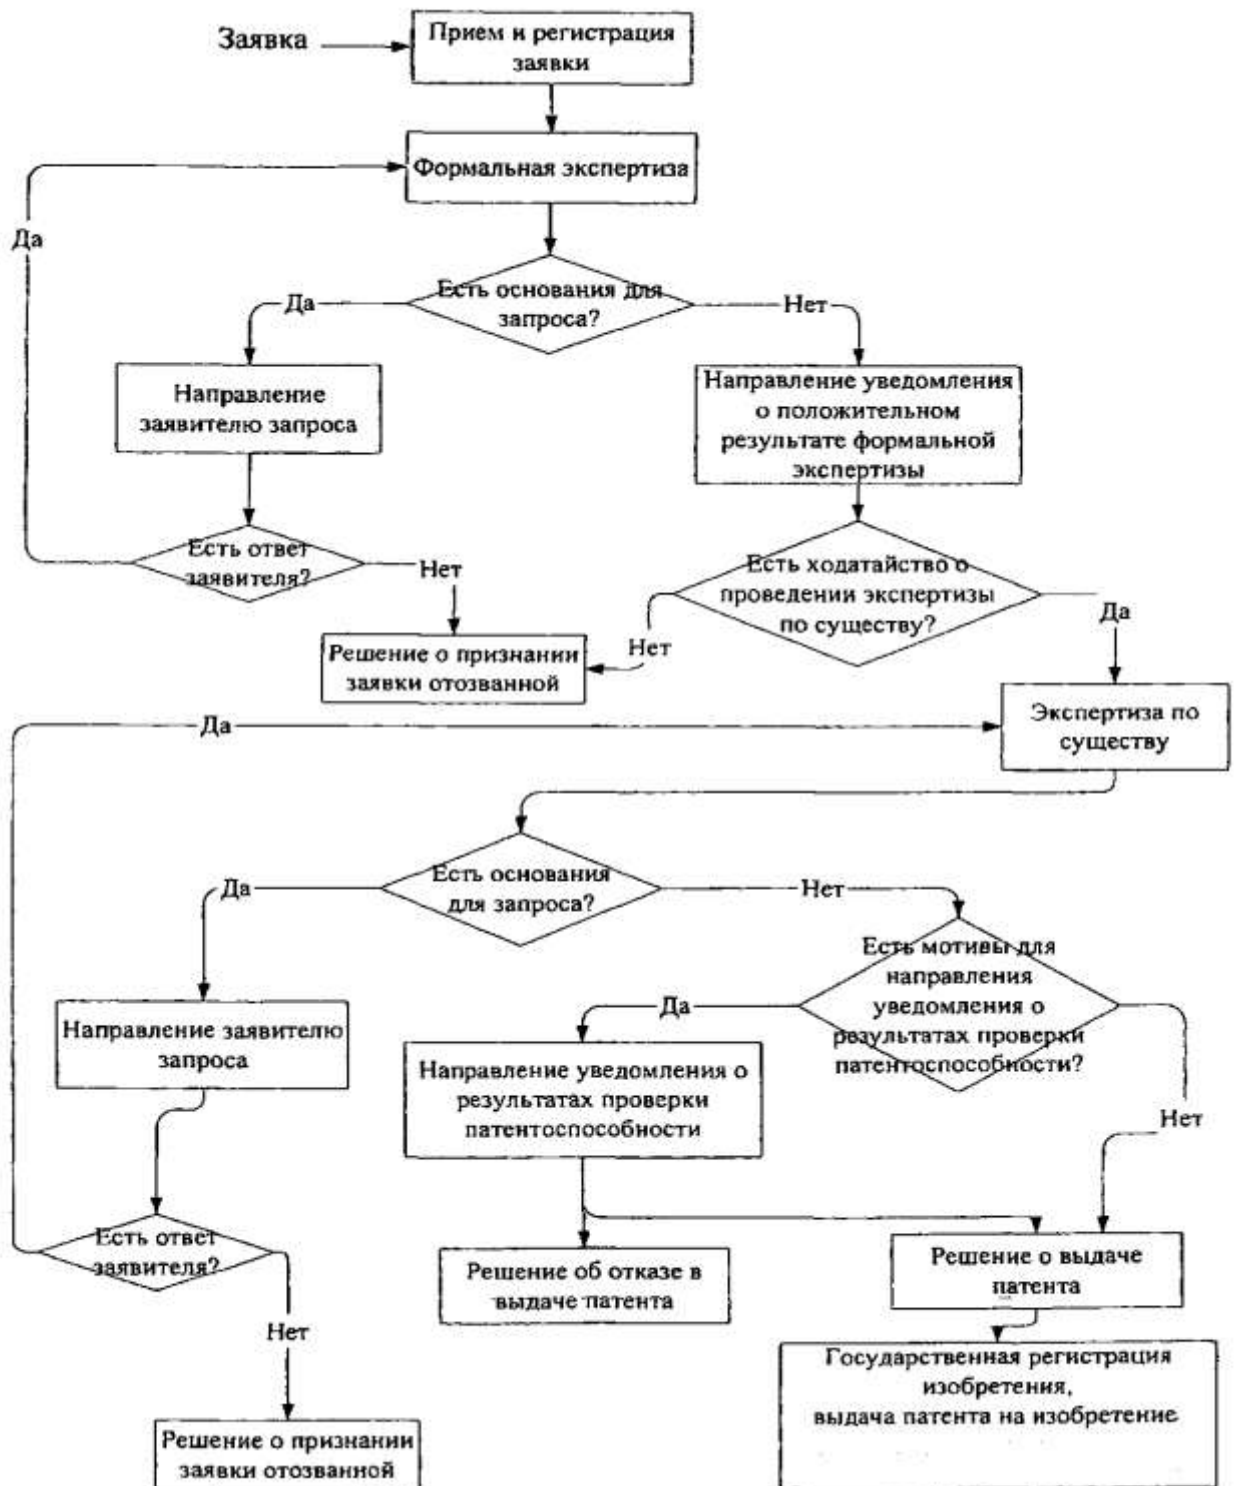 Заявка
Прием и регистрация
заявки
Формальная экспертиза
Да
Есть основания для
запроса?
Да
Нет
Направление
заявителю запроса
Направление уведомления
о положительном
результате формальной
экспертизы
Есть ответ
заявителя?
Нет
Есть ходатайство о
проведении экспертизы
по существу?
Да
Нет
Решение о признании
заявки отозванной
Экспертиза по
существу
Да
Есть основания
для запроса?
Да
Нет
Есть мотивы для
направления
уведомления о
результатах проверки
патентоспособности?
Да
Направление заявителю
запроса
Направление уведомления о
результатах проверки
патентоспособности
Нет
Есть ответ
заявителя?
Решение об отказе в
выдаче патента
Решение о выдаче
патента
Нет
Государственная регистрация
изобретения,
выдача патента на изобретение
Решение о признании
заявки отозванной